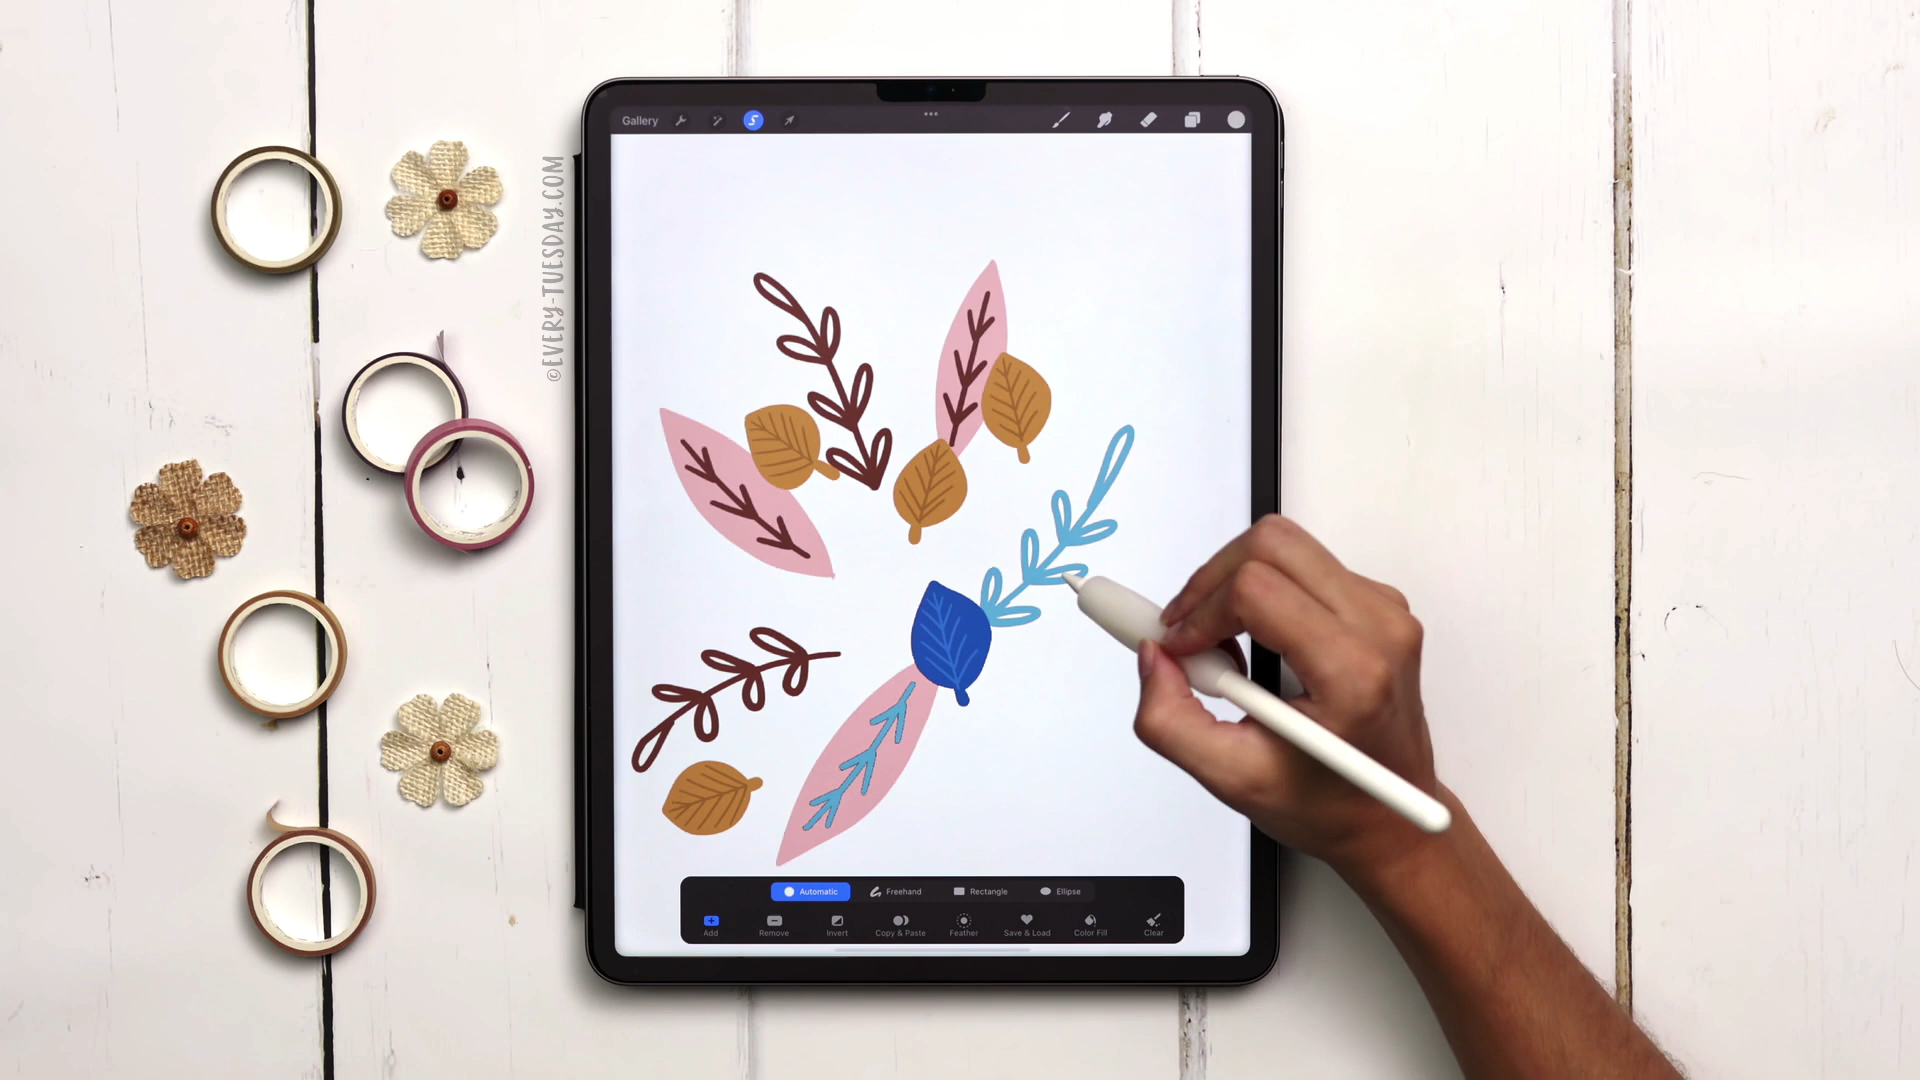 Gallery
©EVERY-TUESDAY.COM
Automatic
Freehand
Rectangle
Ellipse
Add
Remove
Invert
Copy & Paste
Feather
Save & Load
Color Fill
Clear